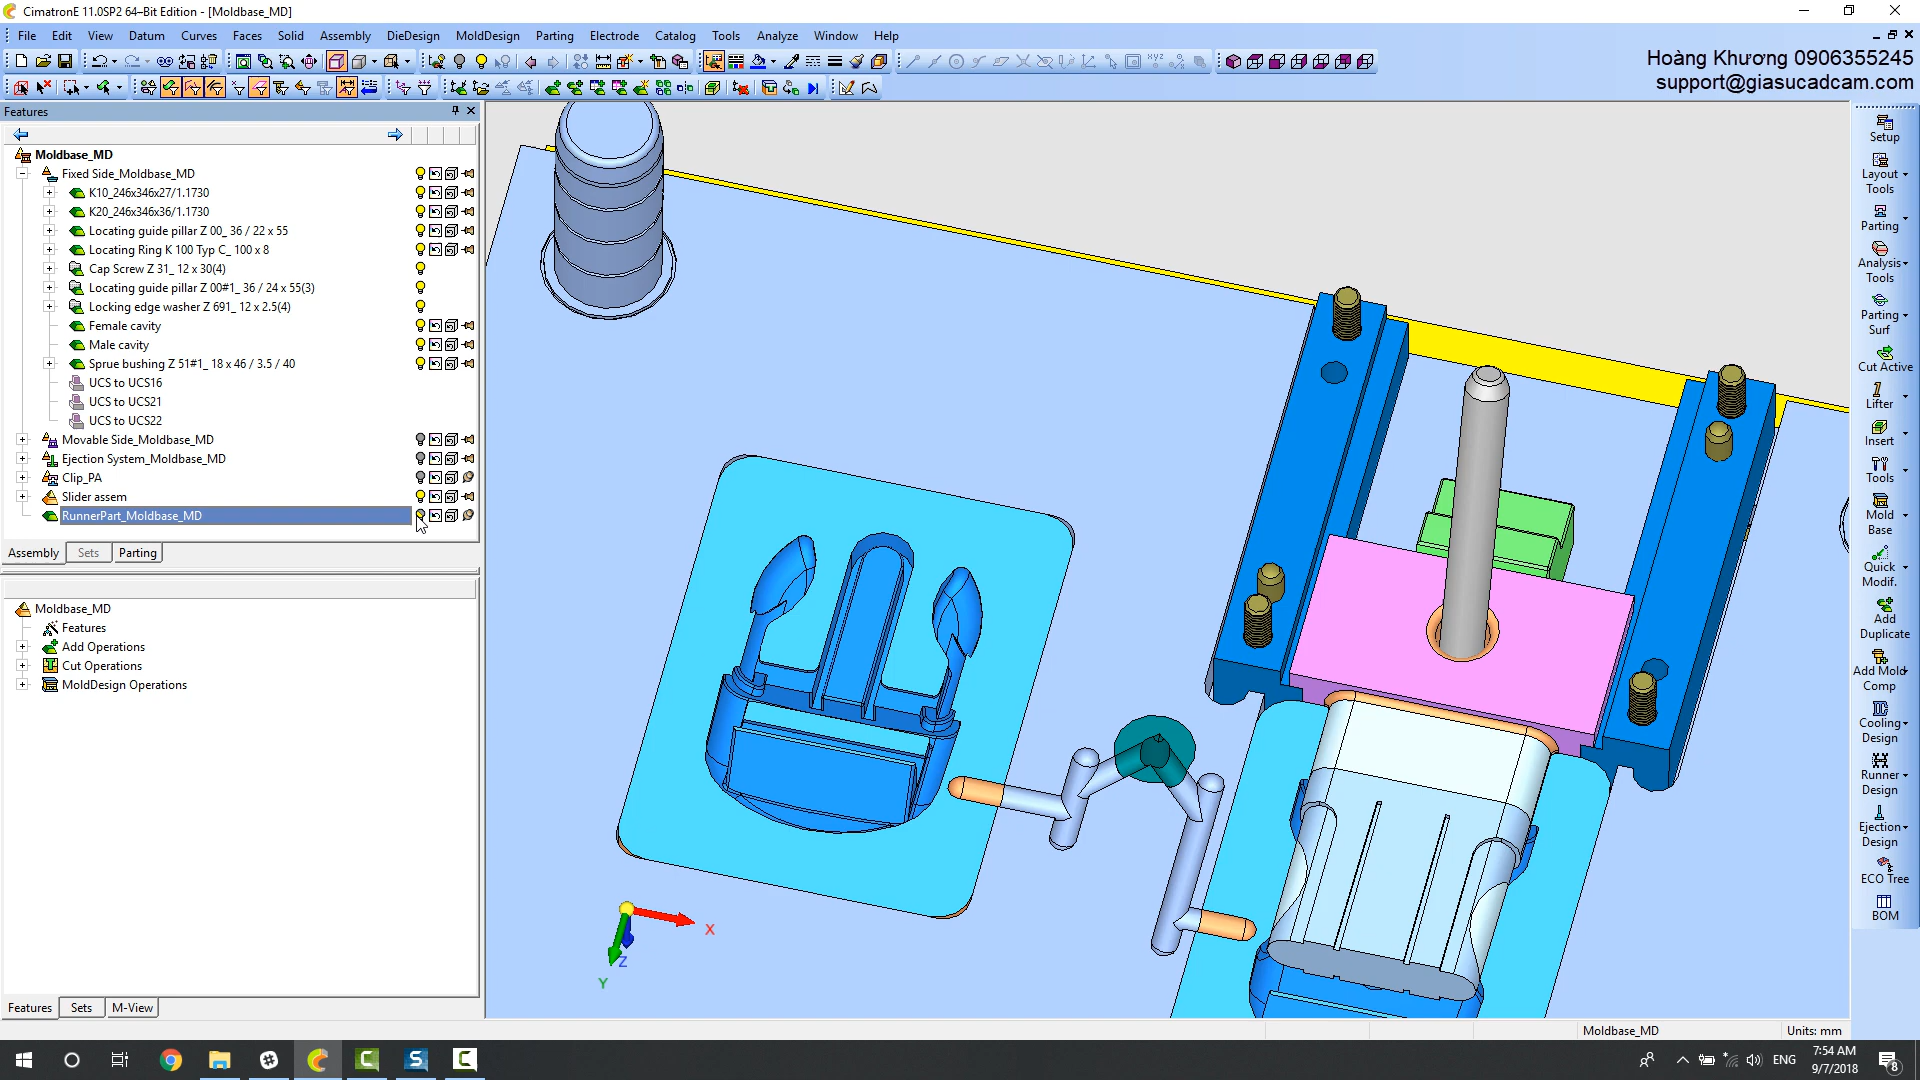 CimatronE 11.0SP2 64–Bit Edition - [Moldbase_MD]
File Edit View Datum Curves Faces Solid Assembly DieDesign MoldDesign Parting Electrode Catalog Tools Analyze Window Help
Hoàng Khương 0906355245
support@giasucadcam.com
Features
Moldbase_MD
Fixed Side_Moldbase_MD
K10_246x346x27/1.1730
K20_246x346x36/1.1730
Locating guide pillar Z 00_ 36 / 22 x 55
Locating Ring K 100 Typ C_ 100 x 8
Cap Screw Z 31_ 12 x 30(4)
Locating guide pillar Z 00#1_ 36 / 24 x 55(3)
Locking edge washer Z 691_ 12 x 2.5(4)
Female cavity
Male cavity
Sprue bushing Z 51#1_ 18 x 46 / 3.5 / 40
UCS to UCS16
UCS to UCS21
UCS to UCS22
Movable Side_Moldbase_MD
Ejection System_Moldbase_MD
Clip_PA
Slider assem
RunnerPart_Moldbase_MD
Assembly Sets Parting
Moldbase_MD
Features
Add Operations
Cut Operations
MoldDesign Operations
Features Sets M-View
X
Y
Z
Setup
Layout
Tools
Parting
Analysis
Tools
Parting
Surf
Cut Active
Lifter
Insert
Tools
Mold
Base
Quick
Modif.
Add
Duplicate
Add Mold
Comp
Cooling
Design
Runner
Design
Ejection
Design
ECO Tree
BOM
Moldbase_MD
Units: mm
ENG
7:54 AM
9/7/2018
8